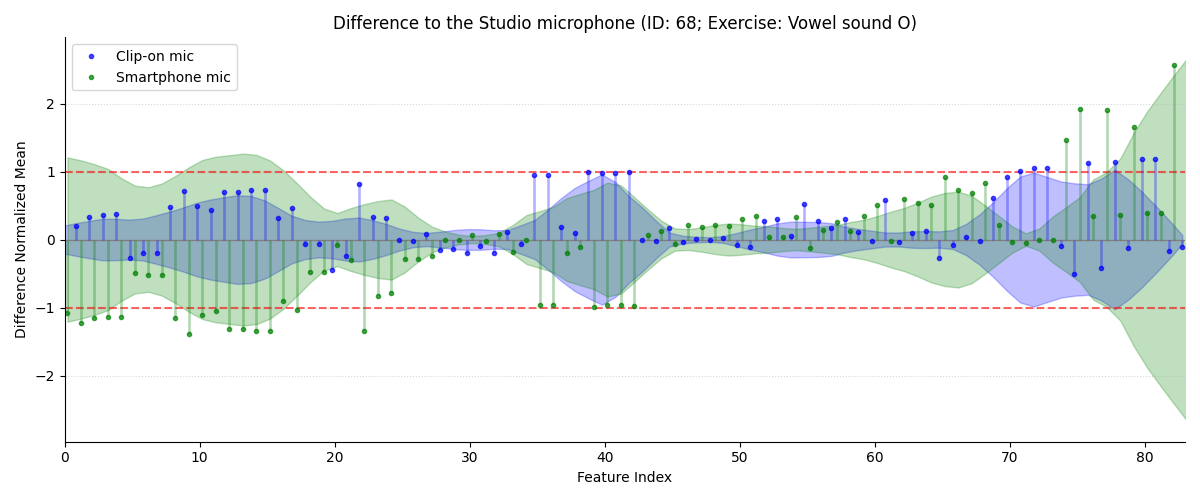 Difference to the Studio microphone (ID: 68; Exercise: Vowel sound O)
Clip-on mic
Smartphone mic
Difference Normalized Mean
2
1
0
−1
−2
0 10 20 30 40 50 60 70 80
Feature Index